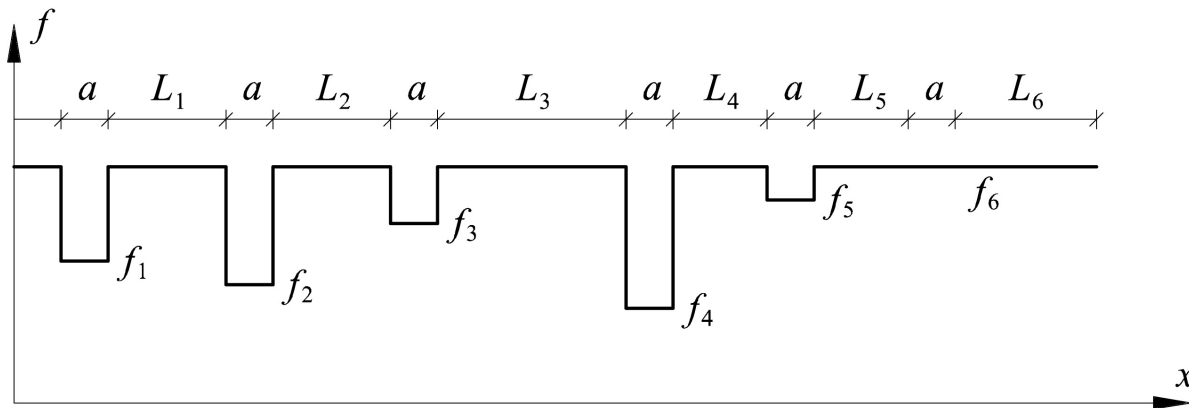 f
a L₁ a L₂ a L₃ a L₄ a L₅ a L₆
f₁
f₂
f₃
f₄
f₅
f₆
x